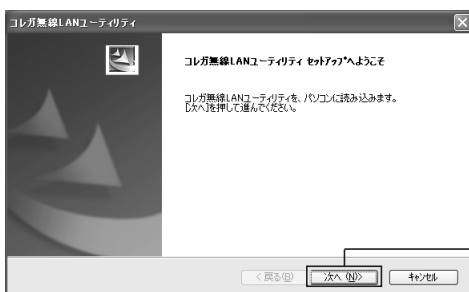 コレガ無線LANユーティリティ
コレガ無線LANユーティリティ セットアップへようこそ
コレガ無線LANユーティリティを、パソコンに読み込みます。
[次へ]を押して進んでください。
< 戻る(B)
次へ (N)>
キャンセル